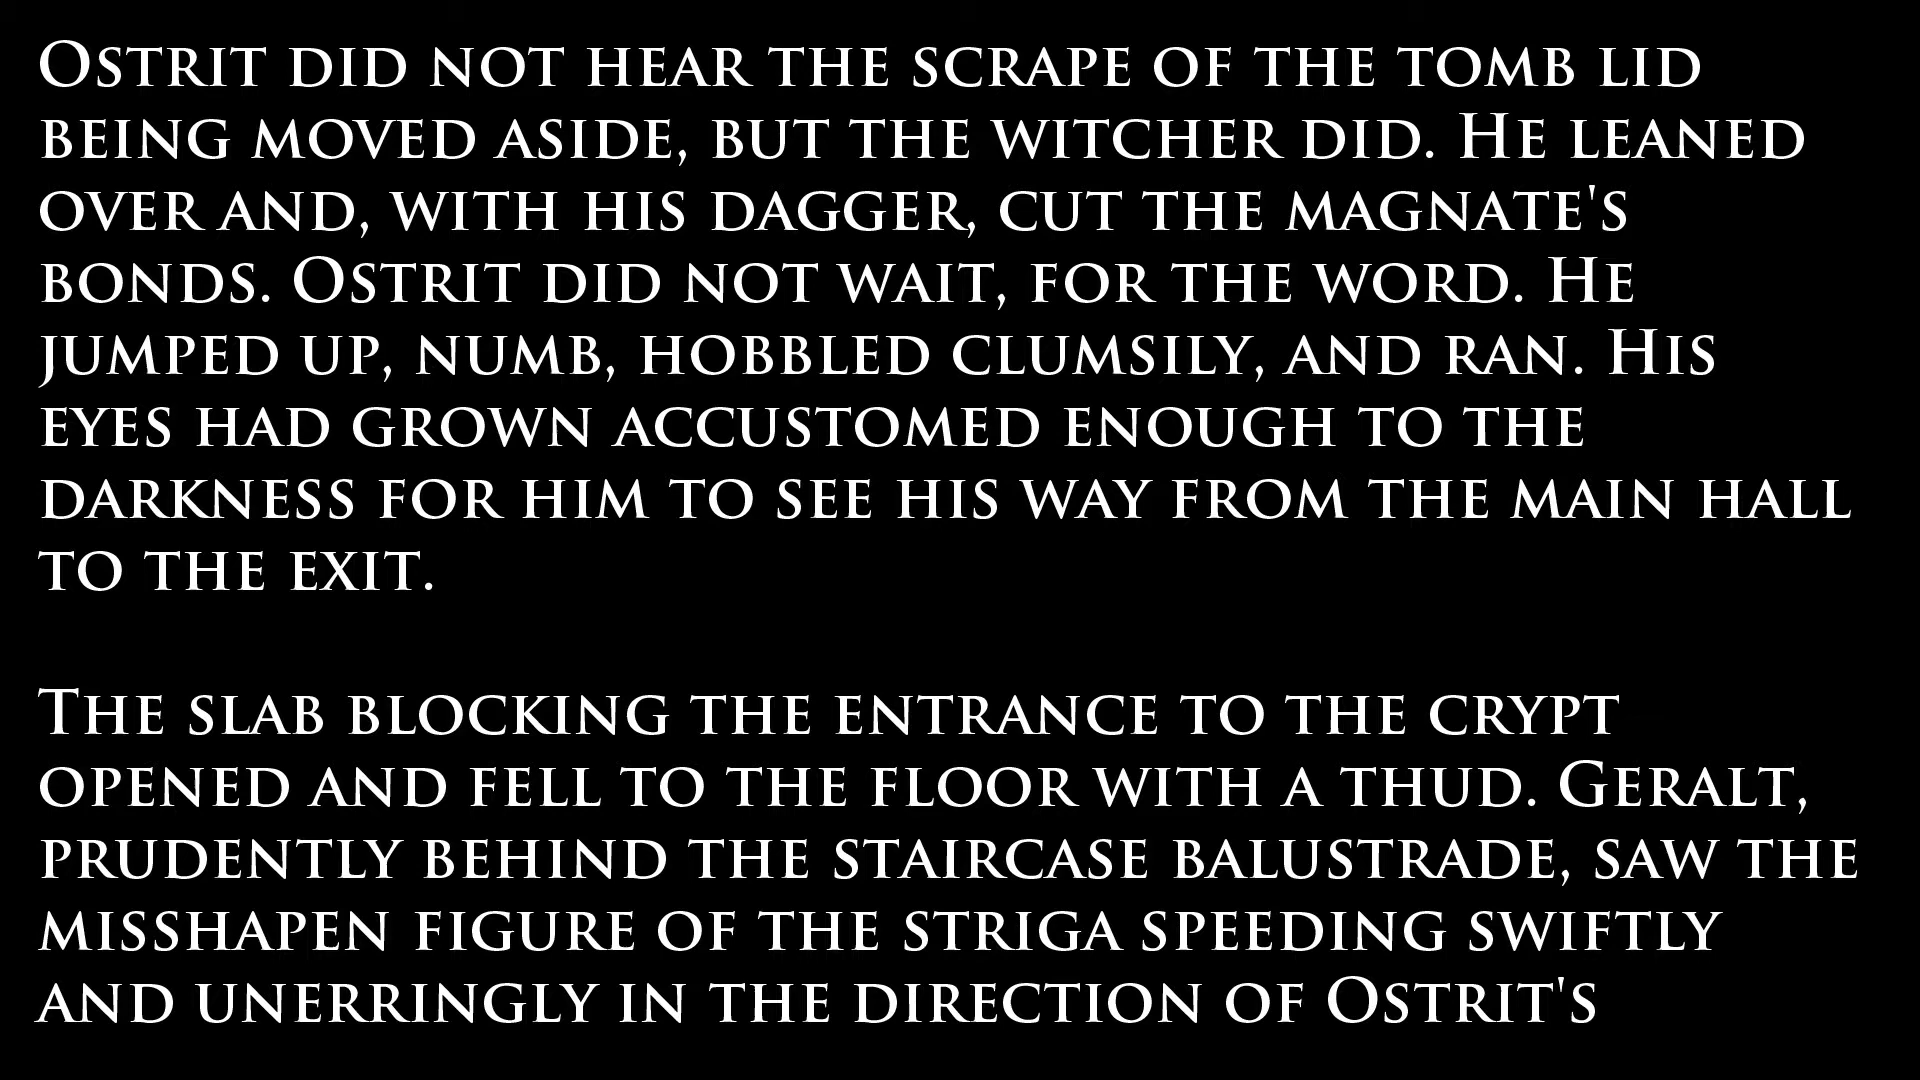 Ostrit did not hear the scrape of the tomb lid
being moved aside, but the witcher did. He leaned
over and, with his dagger, cut the magnate's
bonds. Ostrit did not wait, for the word. He
jumped up, numb, hobbled clumsily, and ran. His
eyes had grown accustomed enough to the
darkness for him to see his way from the main hall
to the exit.
The slab blocking the entrance to the crypt
opened and fell to the floor with a thud. Geralt,
prudently behind the staircase balustrade, saw the
misshapen figure of the striga speeding swiftly
and unerringly in the direction of Ostrit's